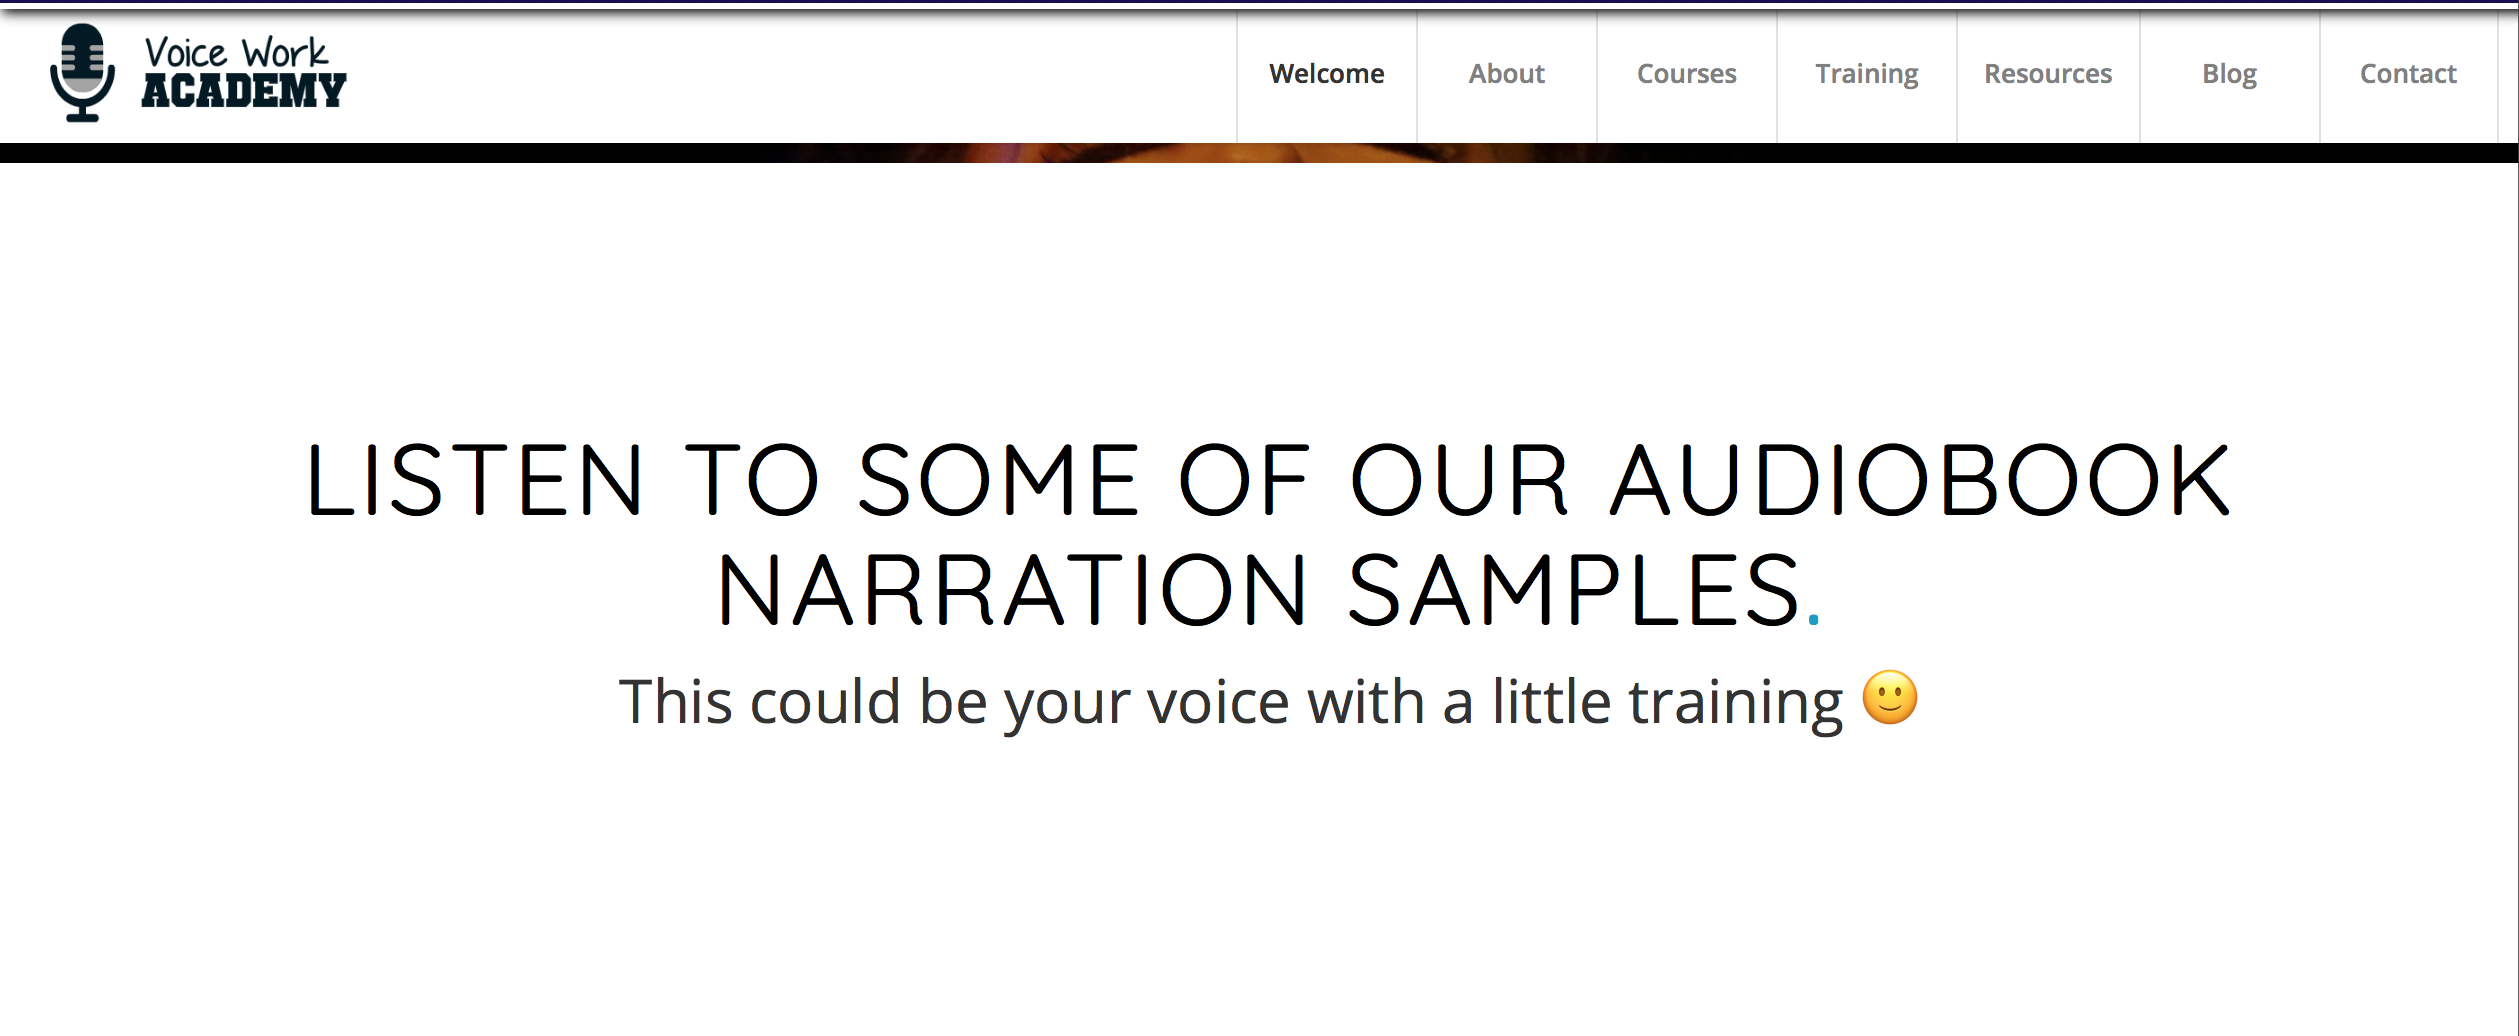 Voice Work
ACADEMY
Welcome
About
Courses
Training
Resources
Blog
Contact
LISTEN TO SOME OF OUR AUDIOBOOK
NARRATION SAMPLES.
This could be your voice with a little training 🙂